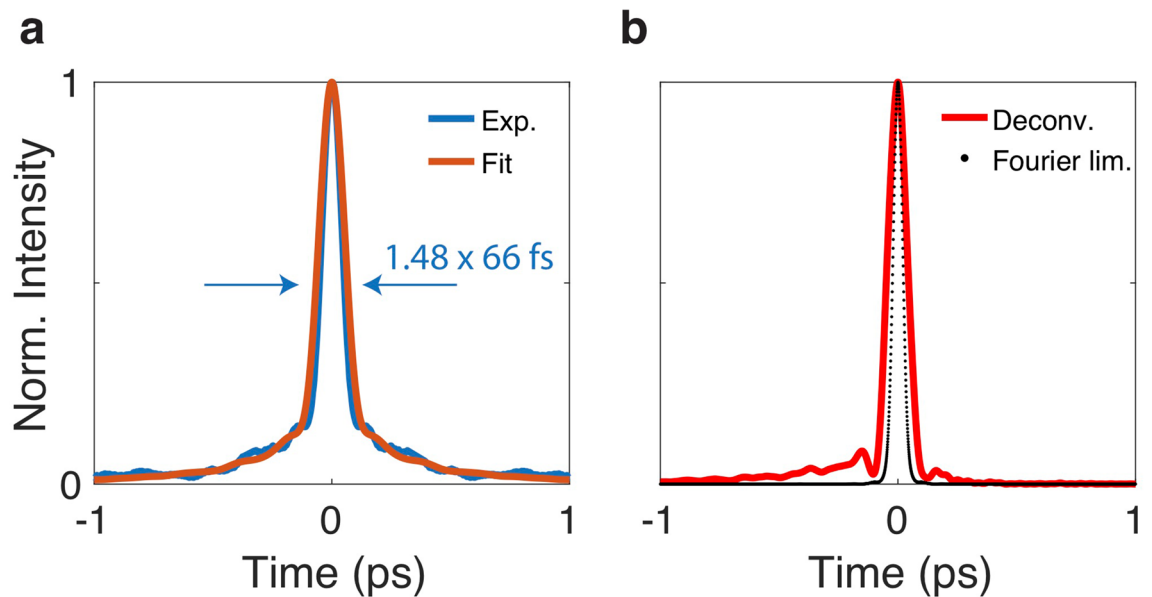 a
Norm. Intensity
1
0
Exp.
Fit
1.48 x 66 fs
-1
0
1
Time (ps)
b
Deconv.
Fourier lim.
-1
0
1
Time (ps)